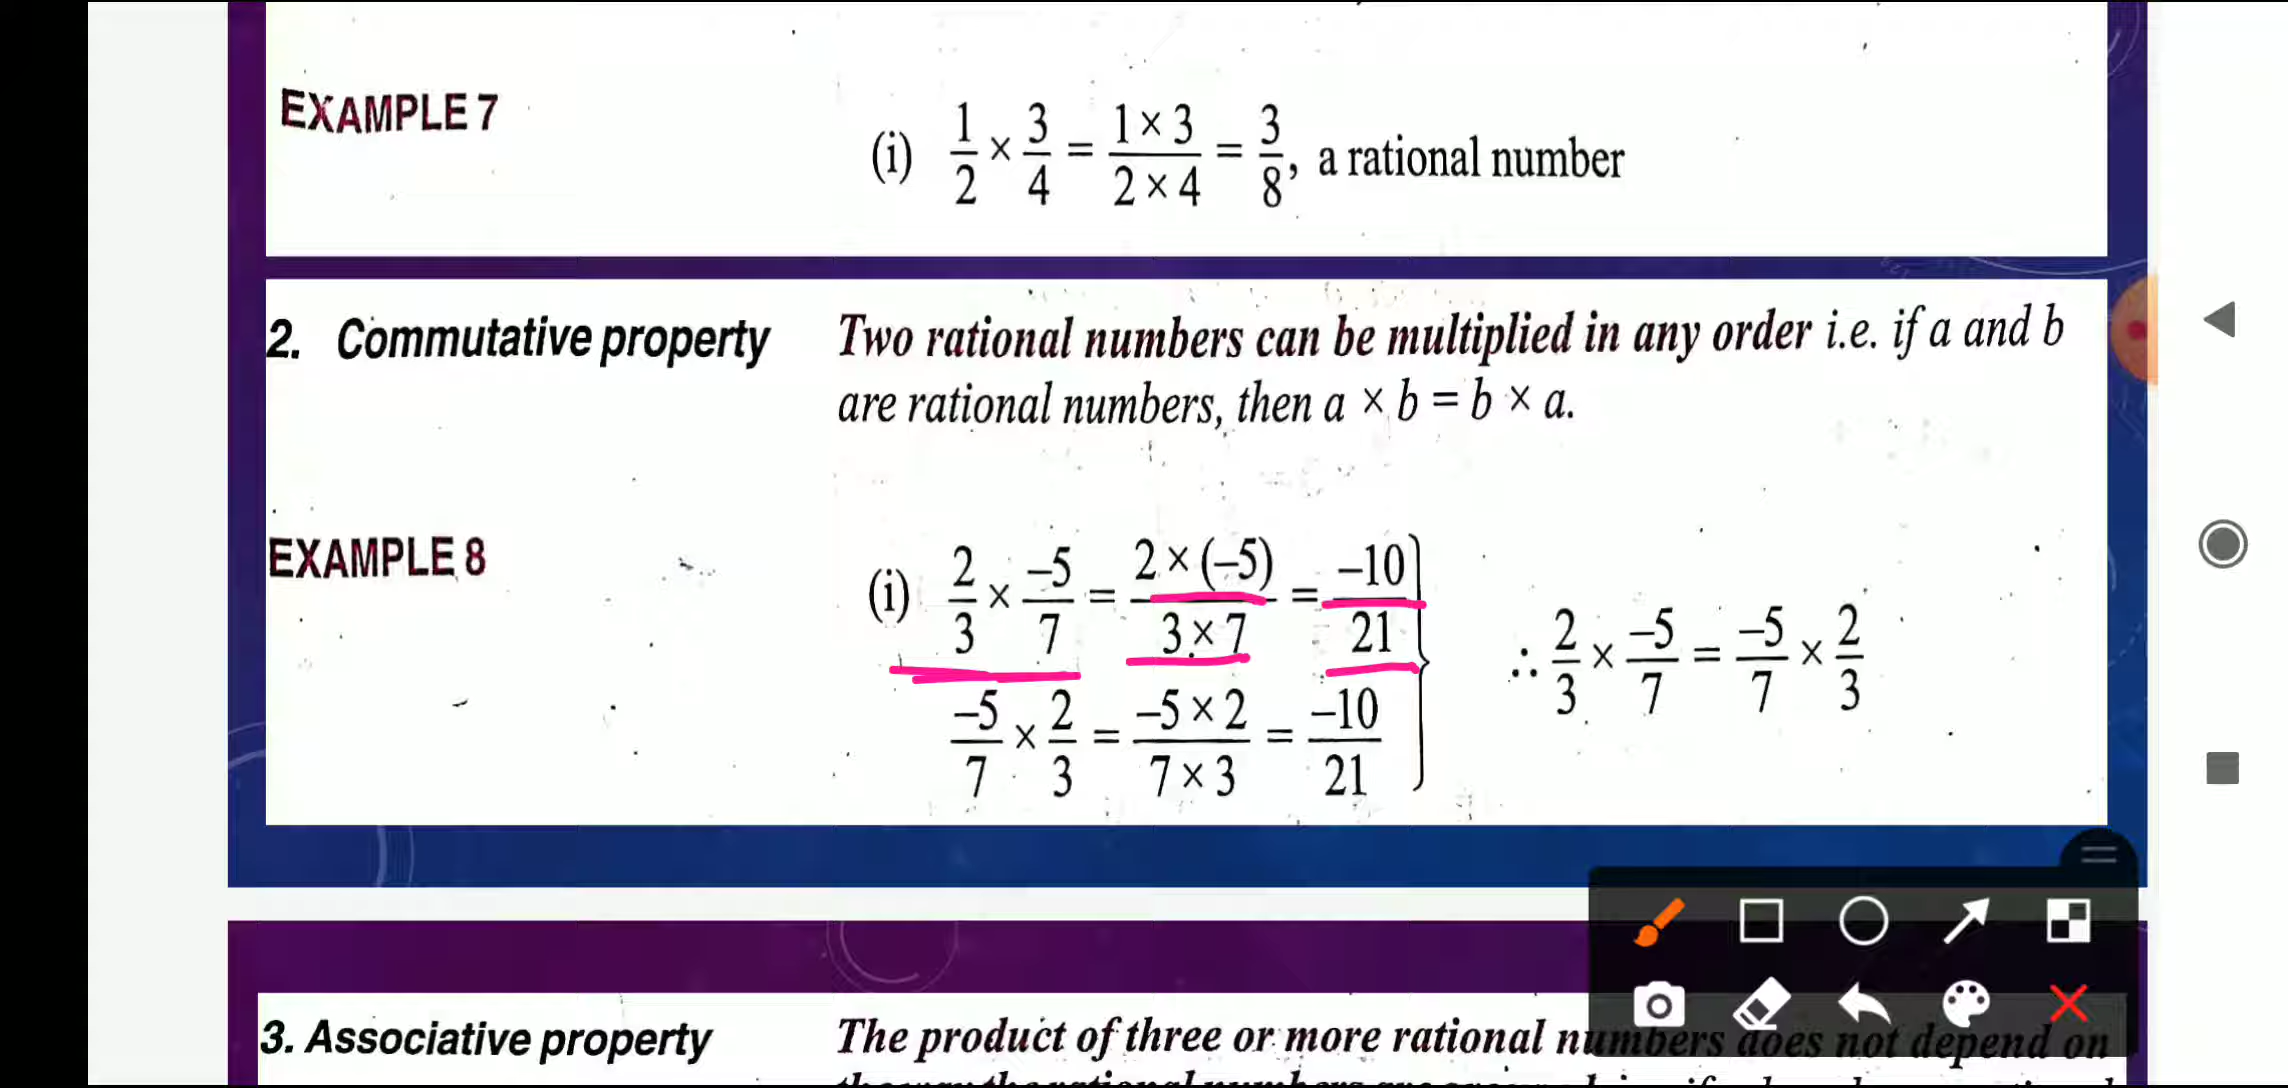 EXAMPLE 7
(i) 1/2 × 3/4 = 1 × 3/2 × 4 = 3/8, a rational number
2. Commutative property Two rational numbers can be multiplied in any order i.e. if a and b
are rational numbers, then a × b = b × a.
EXAMPLE 8
(i) 2/3 × –5/7 = 2 × (–5)/3 × 7 = –10/21
–5/7 × 2/3 = –5 × 2/7 × 3 = –10/21
∴ 2/3 × –5/7 = –5/7 × 2/3
3. Associative property The product of three or more rational numbers does not depend on